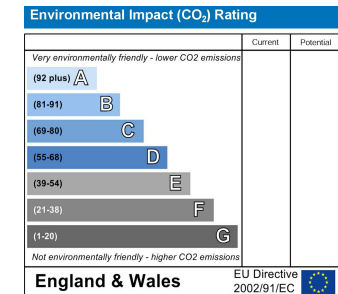 Environmental Impact (CO₂) Rating
Current Potential
Very environmentally friendly - lower CO2 emissions
(92 plus) A
(81-91) B
(69-80) C
(55-68) D
(39-54) E
(21-38) F
(1-20) G
Not environmentally friendly - higher CO2 emissions
England & Wales
EU Directive
2002/91/EC